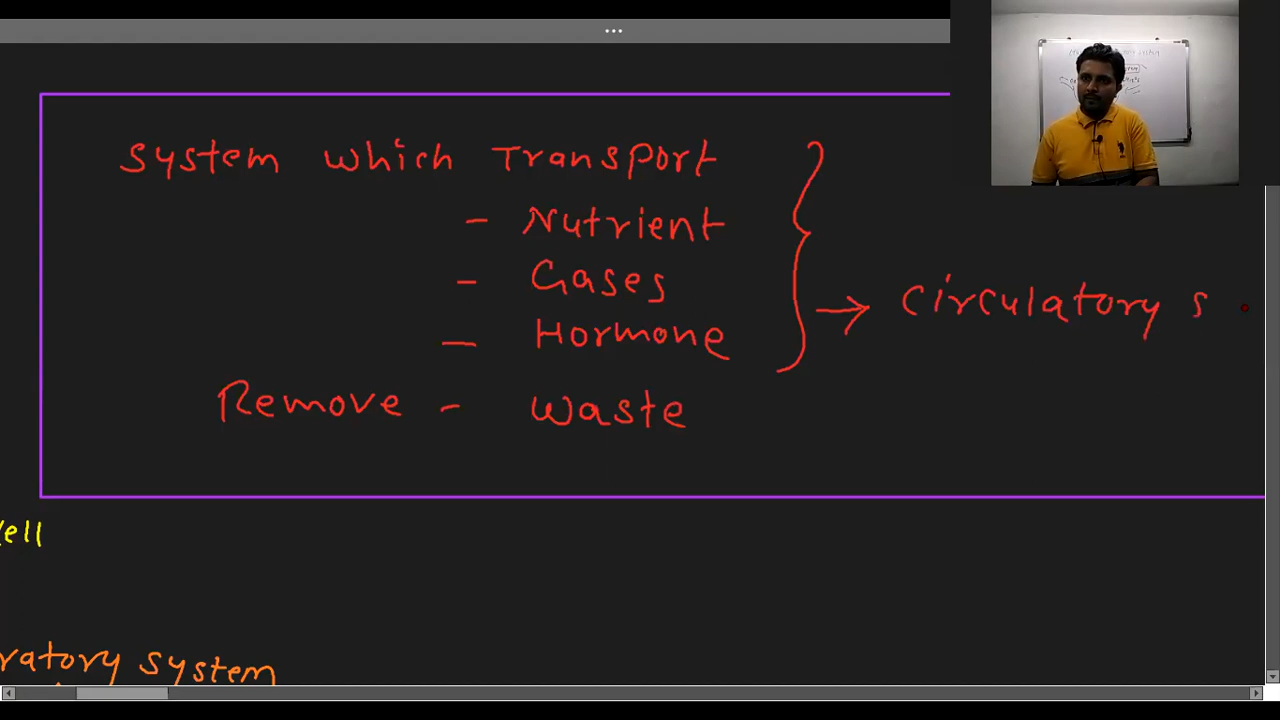 System which Transport
- Nutrient
- Gases
- Hormone
→ Circulatory s
Remove - Waste
ell
ratory system